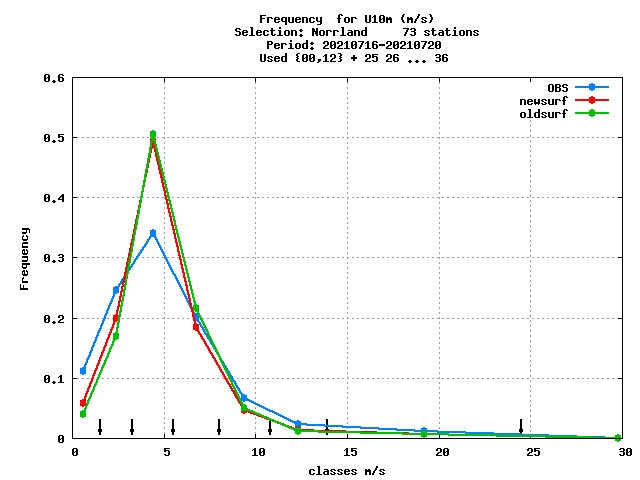 Frequency  for U10m (m/s)
Selection: Norrland     73 stations
Period: 20210716-20210720
Used {00,12} + 25 26 ... 36
OBS
newsurf
oldsurf
0.6
0.5
0.4
0.3
0.2
0.1
0
Frequency
0 5 10 15 20 25 30
classes m/s